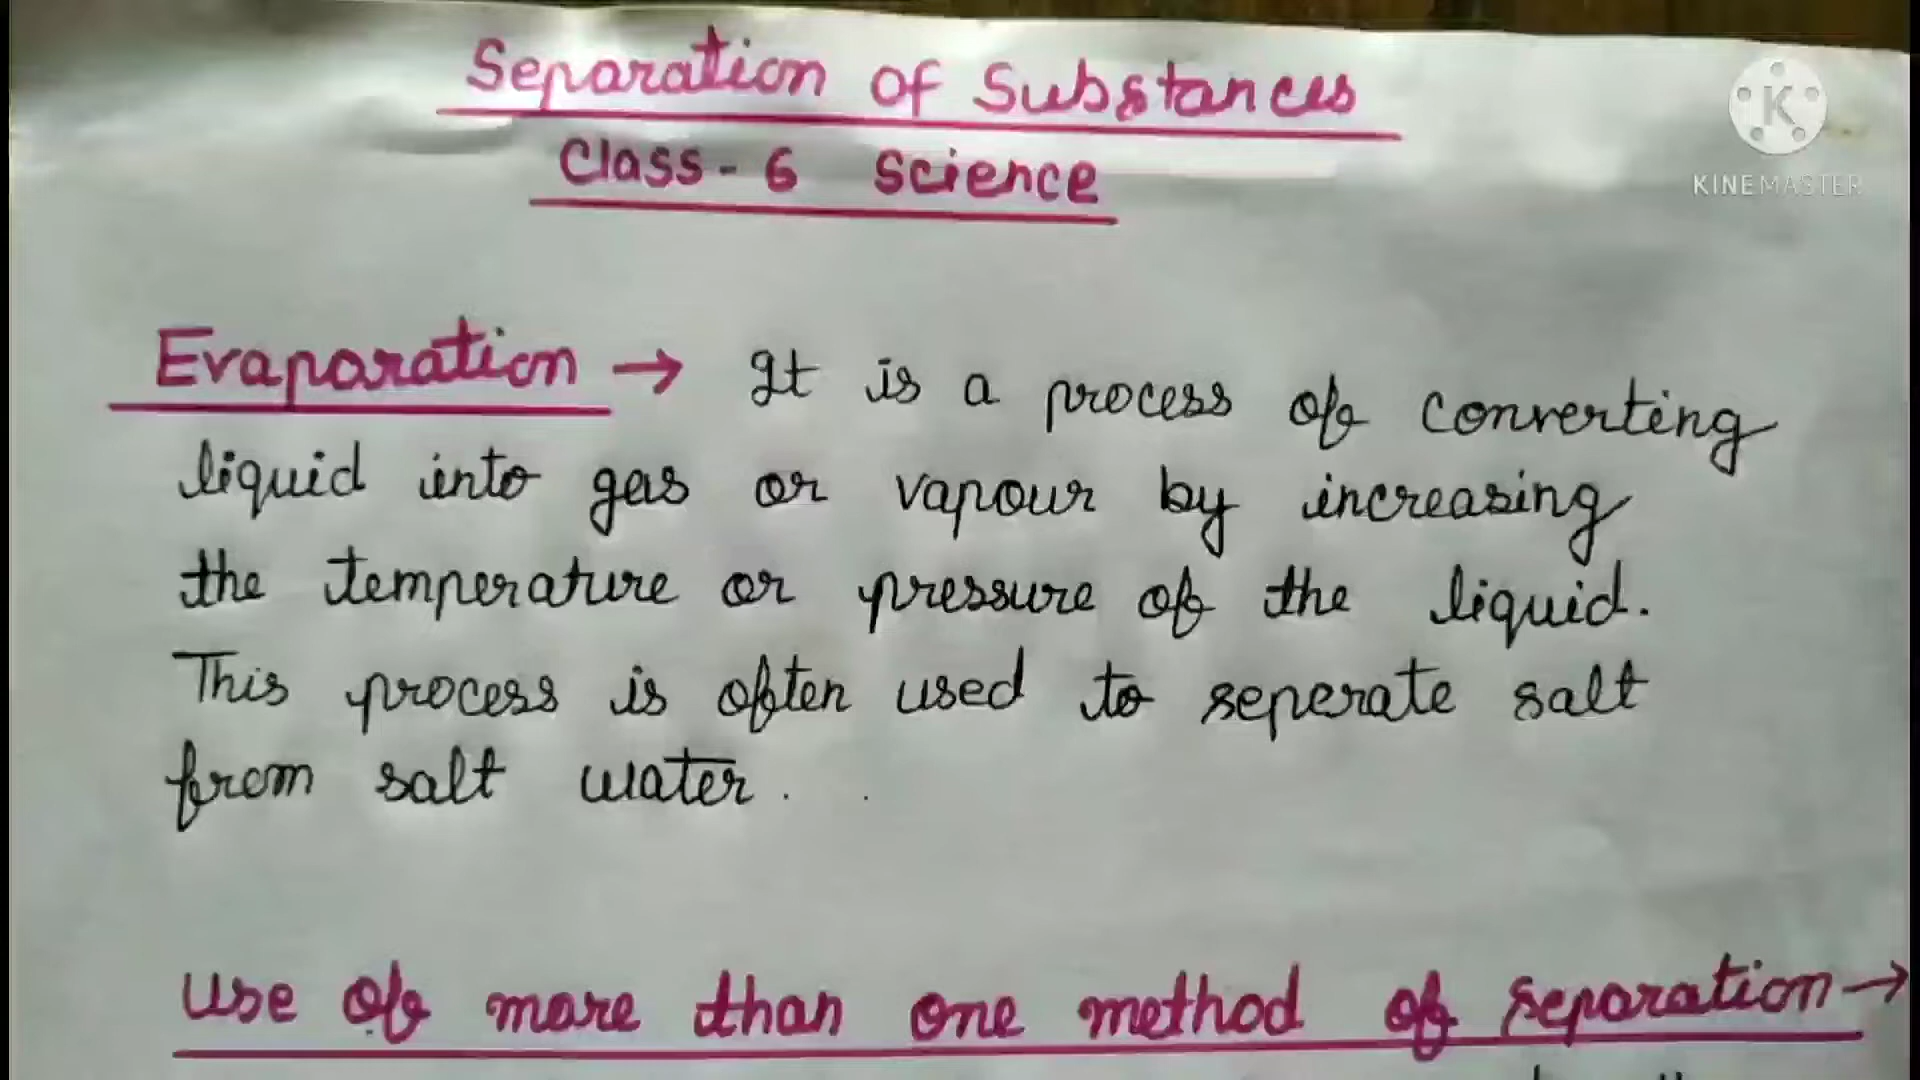 Separation of Substances
Class-6 Science
KINEMASTER
Evaporation → It is a process of converting
liquid into gas or vapour by increasing
the temperature or pressure of the liquid.
This process is often used to seperate salt
from salt water.
Use of more than one method of separation →